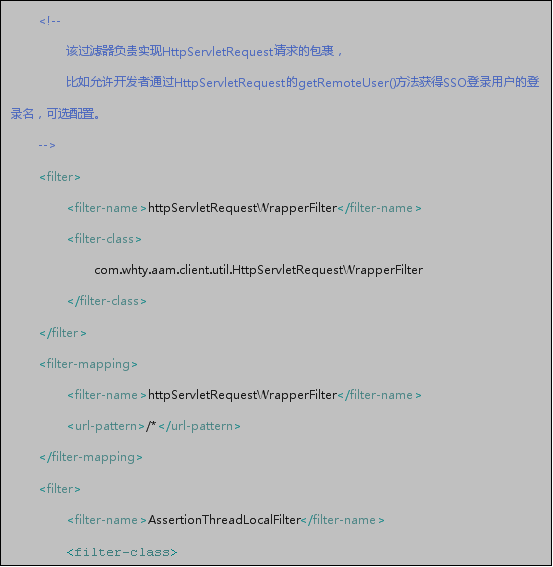 <!--
该过滤器负责实现HttpServletRequest请求的包裹，
比如允许开发者通过HttpServletRequest的getRemoteUser()方法获得SSO登录用户的登
录名，可选配置。
-->
<filter>
<filter-name>httpServletRequestWrapperFilter</filter-name>
<filter-class>
com.whty.aam.client.util.HttpServletRequestWrapperFilter
</filter-class>
</filter>
<filter-mapping>
<filter-name>httpServletRequestWrapperFilter</filter-name>
<url-pattern>/*</url-pattern>
</filter-mapping>
<filter>
<filter-name>AssertionThreadLocalFilter</filter-name>
<filter-class>